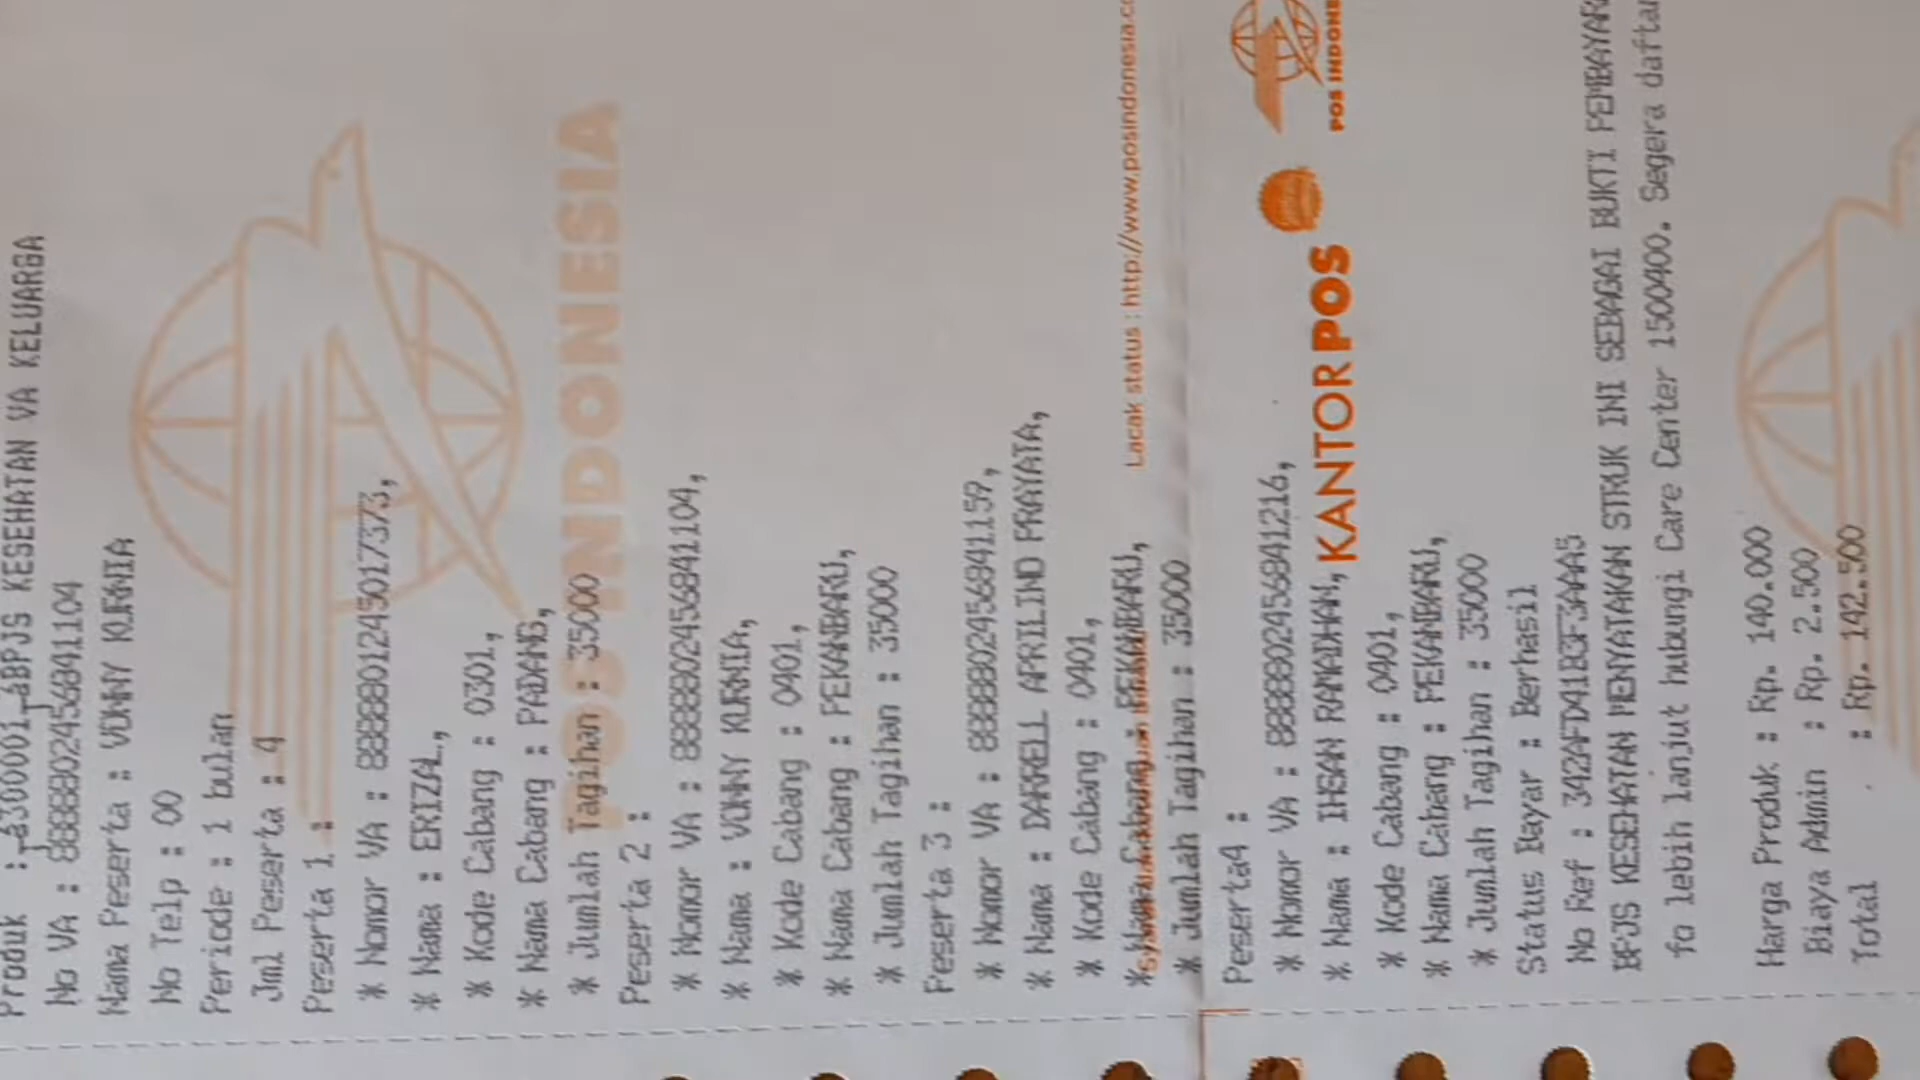 Produk : a300001_aBPJS KESEHATAN VA KELUARGA
No VA : 8888802456841104
Nama Peserta : VONNY KURNIA
No Telp : 00
Periode : 1 bulan
Jml Peserta : 4
Peserta 1 :
* Nomor VA : 8888801245017373,
* Nama : ERIZAL,
* Kode Cabang : 0301,
* Nama Cabang : PADANG,
* Jumlah Tagihan : 35000
POS INDONESIA
Peserta 2 :
* Nomor VA : 8888802456841104,
* Nama : VONNY KURNIA,
* Kode Cabang : 0401,
* Nama Cabang : PEKANBARU,
* Jumlah Tagihan : 35000
Peserta 3 :
* Nomor VA : 8888802456841159,
* Nama : DARRELL APRILIND PRAYATA,
* Kode Cabang : 0401,
* Nama Cabang : PEKANBARU,
Lacak status : http://www.posindonesia.co
* Jumlah Tagihan : 35000
Peserta4 :
* Nomor VA : 8888802456841216,
* Nama : IHSAN RAMADHAN,
KANTORPOS
POS INDONE
* Kode Cabang : 0401,
* Nama Cabang : PEKANBARU,
* Jumlah Tagihan : 35000
Status Bayar : Berhasil
No Ref : 342AFD41B3F3AAA5
BPJS KESEHATAN MENYATAKAN STRUK INI SEBAGAI BUKTI PEMBAYAR
fo lebih lanjut hubungi Care Center 1500400. Segera daftar
Harga Produk : Rp. 140.000
Biaya Admin : Rp. 2.500
Total : Rp. 142.500